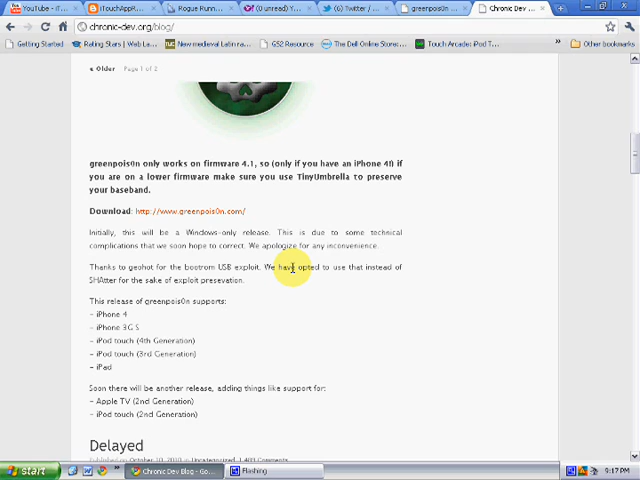 YouTube - iT...
iTouchAppR...
Rogue Runn...
(0 unread) Y...
(6) Twitter / ...
greenpois0n ...
Chronic Dev ...
chronic-dev.org/blog/
Getting Started
Rating Stars | We...
New medieval Latin ra...
GS2 Resource
The Dell Online Stor...
Touch Arcade: iPod T...
»
Other bookmarks
« Older
Page 1 of 2
greenpois0n only works on firmware 4.1, so (only if you have an iPhone 4!) if
you are on a lower firmware make sure you use TinyUmbrella to preserve
your baseband.
Download: http://www.greenpois0n.com/
Initially, this will be a Windows-only release. This is due to some technical
complications that we soon hope to correct. We apologize for any inconvenience.
Thanks to geohot for the bootrom USB exploit. We have opted to use that instead of
SHAtter for the sake of exploit presevation.
This release of greenpois0n supports:
- iPhone 4
- iPhone 3G S
- iPod touch (4th Generation)
- iPod touch (3rd Generation)
- iPad
Soon there will be another release, adding things like support for:
- Apple TV (2nd Generation)
- iPod touch (2nd Generation)
Delayed
start
»
Chronic Dev Blog - Go...
Flashing
9:17 PM